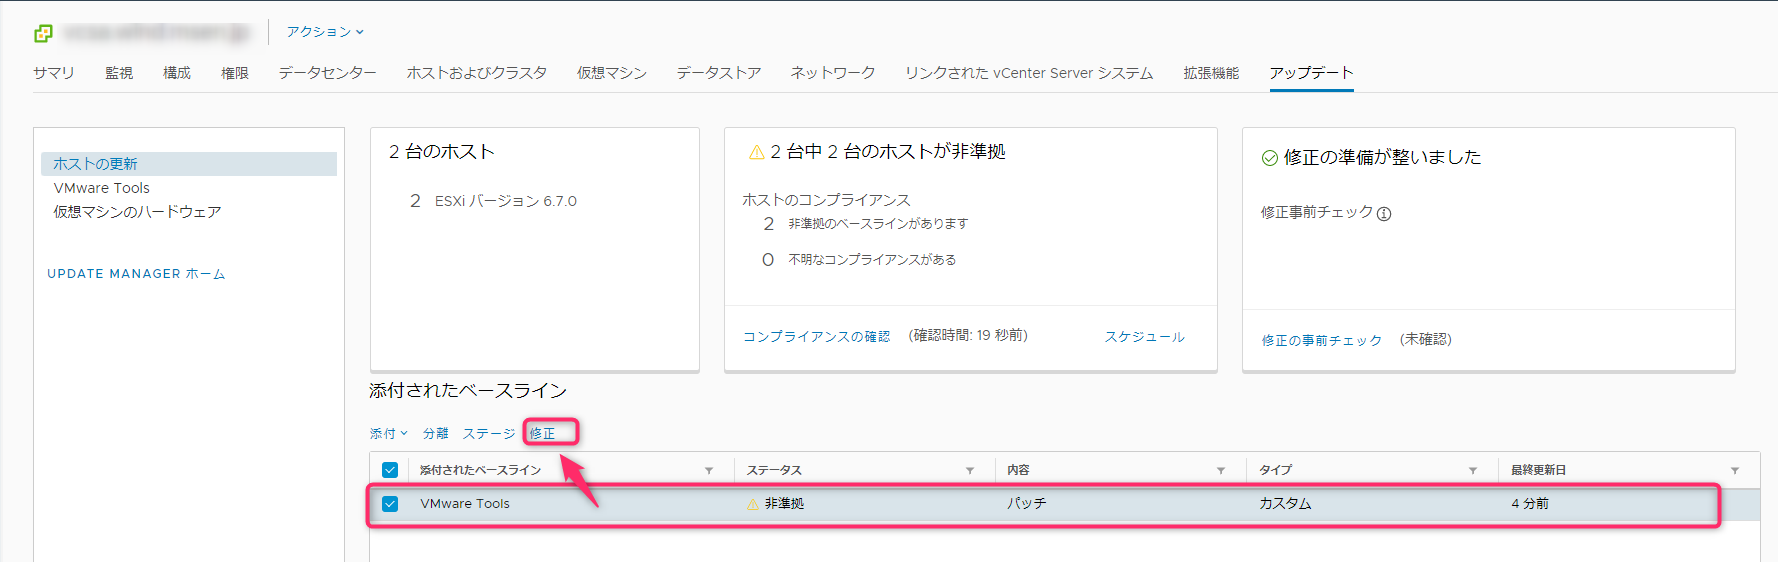 アクション
サマリ 監視 構成 権限 データセンター ホストおよびクラスタ 仮想マシン データストア ネットワーク リンクされた vCenter Server システム 拡張機能 アップデート
ホストの更新
VMware Tools
仮想マシンのハードウェア
UPDATE MANAGER ホーム
2 台のホスト
2 ESXi バージョン 6.7.0
2 台中 2 台のホストが非準拠
ホストのコンプライアンス
2 非準拠のベースラインがあります
0 不明なコンプライアンスがある
コンプライアンスの確認 (確認時間: 19 秒前) スケジュール
修正の準備が整いました
修正事前チェック
修正の事前チェック (未確認)
添付されたベースライン
添付 分離 ステージ 修正
添付されたベースライン ステータス 内容 タイプ 最終更新日
VMware Tools 非準拠 パッチ カスタム 4 分前